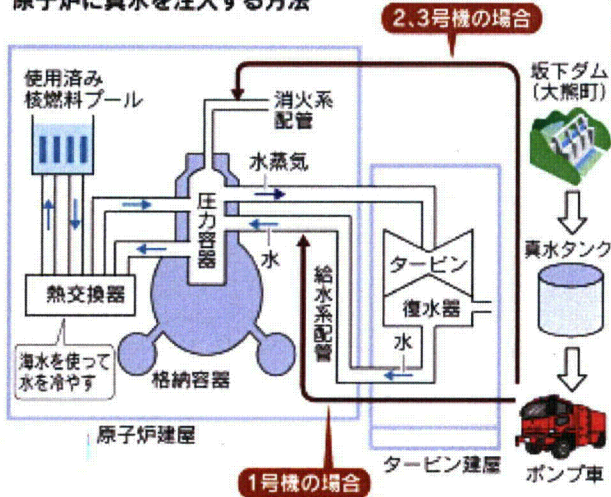 原子炉に真水を注入する方法
2、3号機の場合
使用済み
核燃料プール
消火系
配管
坂下ダム
(大熊町)
水蒸気
圧力容器
水
タービン
真水タンク
熱交換器
給水系配管
復水器
水
海水を使って
水を冷やす
格納容器
原子炉建屋
タービン建屋
ポンプ車
1号機の場合